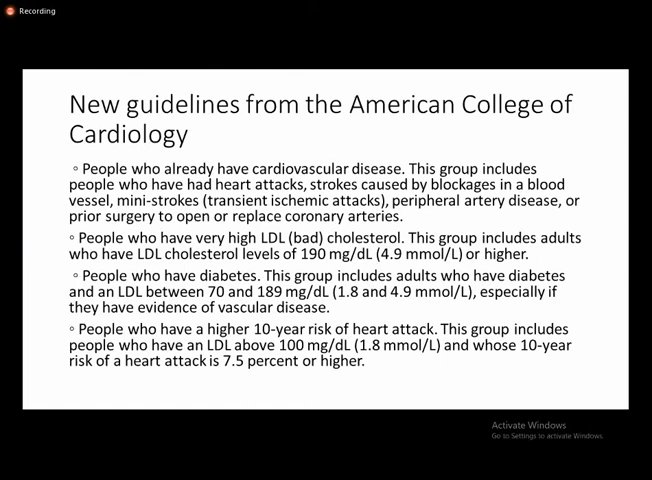 Recording
New guidelines from the American College of
Cardiology
◦ People who already have cardiovascular disease. This group includes
people who have had heart attacks, strokes caused by blockages in a blood
vessel, mini-strokes (transient ischemic attacks), peripheral artery disease, or
prior surgery to open or replace coronary arteries.
◦ People who have very high LDL (bad) cholesterol. This group includes adults
who have LDL cholesterol levels of 190 mg/dL (4.9 mmol/L) or higher.
◦ People who have diabetes. This group includes adults who have diabetes
and an LDL between 70 and 189 mg/dL (1.8 and 4.9 mmol/L), especially if
they have evidence of vascular disease.
◦ People who have a higher 10-year risk of heart attack. This group includes
people who have an LDL above 100 mg/dL (1.8 mmol/L) and whose 10-year
risk of a heart attack is 7.5 percent or higher.
Activate Windows
Go to Settings to activate Windows.